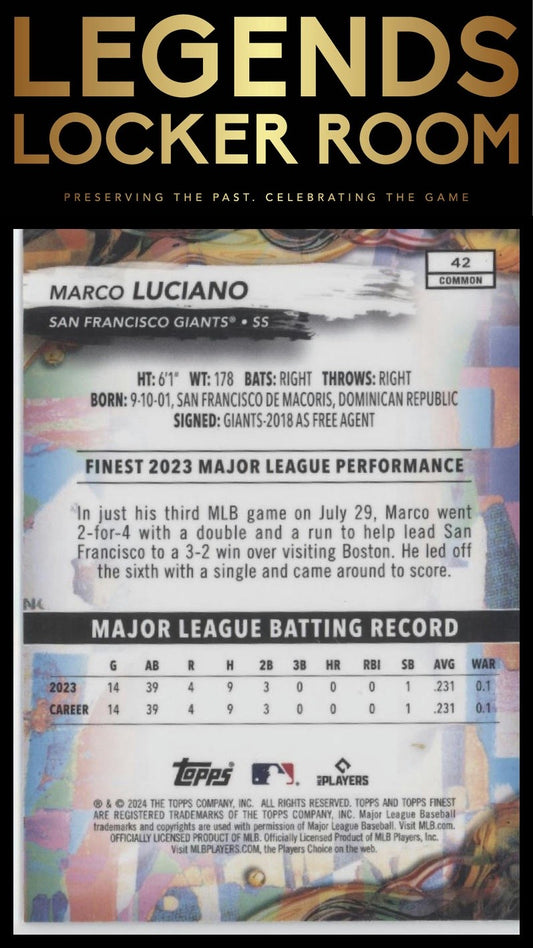 LEGENDS
LOCKER ROOM
PRESERVING THE PAST. CELEBRATING THE GAME
42
COMMON
MARCO LUCIANO
SAN FRANCISCO GIANTS® • SS
HT: 6'1" WT: 178 BATS: RIGHT THROWS: RIGHT
BORN: 9-10-01, SAN FRANCISCO DE MACORIS, DOMINICAN REPUBLIC
SIGNED: GIANTS-2018 AS FREE AGENT
FINEST 2023 MAJOR LEAGUE PERFORMANCE
In just his third MLB game on July 29, Marco went
2-for-4 with a double and a run to help lead San
Francisco to a 3-2 win over visiting Boston. He led off
the sixth with a single and came around to score.
MAJOR LEAGUE BATTING RECORD
G AB R H 2B 3B HR RBI SB AVG WAR
2023 14 39 4 9 3 0 0 0 1 .231 0.1
CAREER 14 39 4 9 3 0 0 0 1 .231 0.1
Topps® ® PLAYERS
® & © 2024 THE TOPPS COMPANY, INC. ALL RIGHTS RESERVED. TOPPS AND TOPPS FINEST
ARE REGISTERED TRADEMARKS OF THE TOPPS COMPANY, INC. Major League Baseball
trademarks and copyrights are used with permission of Major League Baseball. Visit MLB.com.
OFFICIALLY LICENSED PRODUCT OF MLB. Officially Licensed Product of MLB Players, Inc.
Visit MLBPLAYERS.COM, the Players Choice on the web.